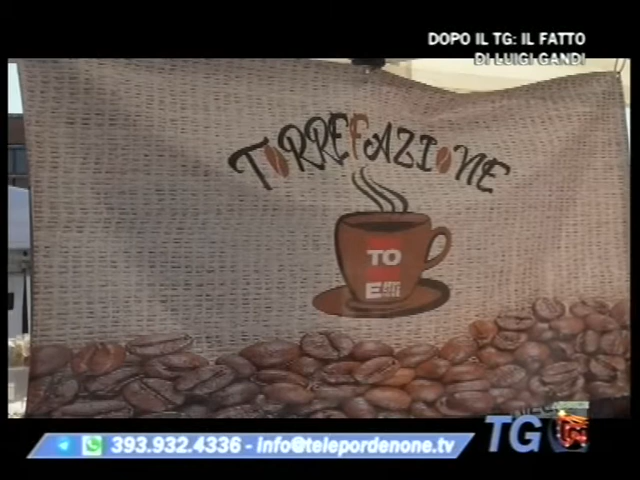 DOPO IL TG: IL FATTO
DI LUIGI GANDI
TORREFAZIONE
TO
393.932.4336 - info@telepordenone.tv
TG